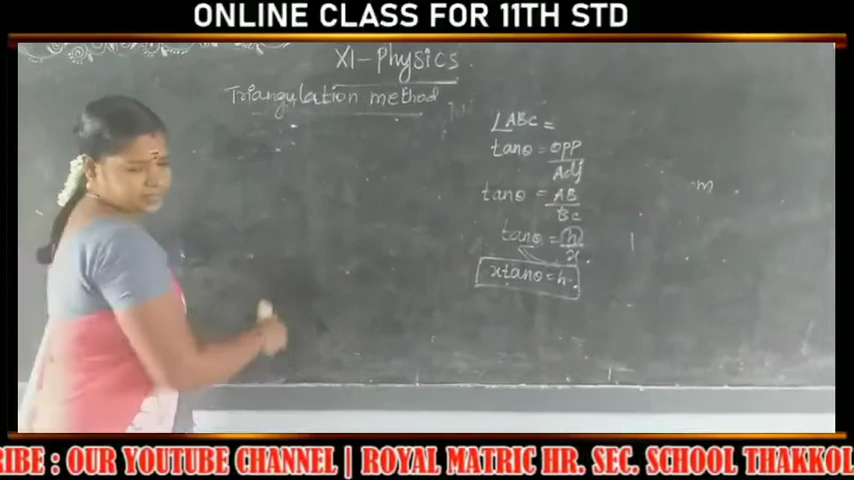 ONLINE CLASS FOR 11TH STD
XI - Physics
Triangulation method
∠ABC =
tanθ = opp/Adj
tanθ = AB/BC
tanθ = h/x
xtanθ = h.
m
RIBE : OUR YOUTUBE CHANNEL | ROYAL MATRIC HR. SEC. SCHOOL THAKKOL